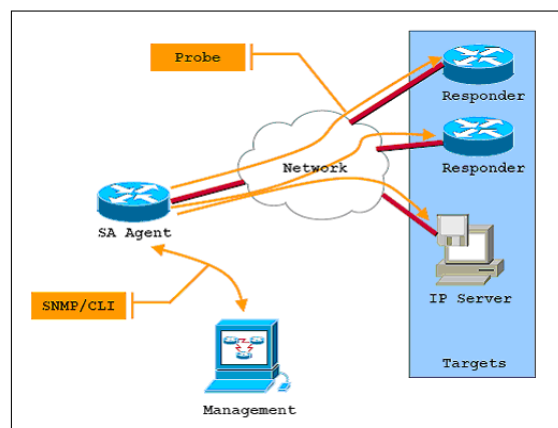 Probe
Responder
Responder
Network
SA Agent
IP Server
SNMP/CLI
Targets
Management